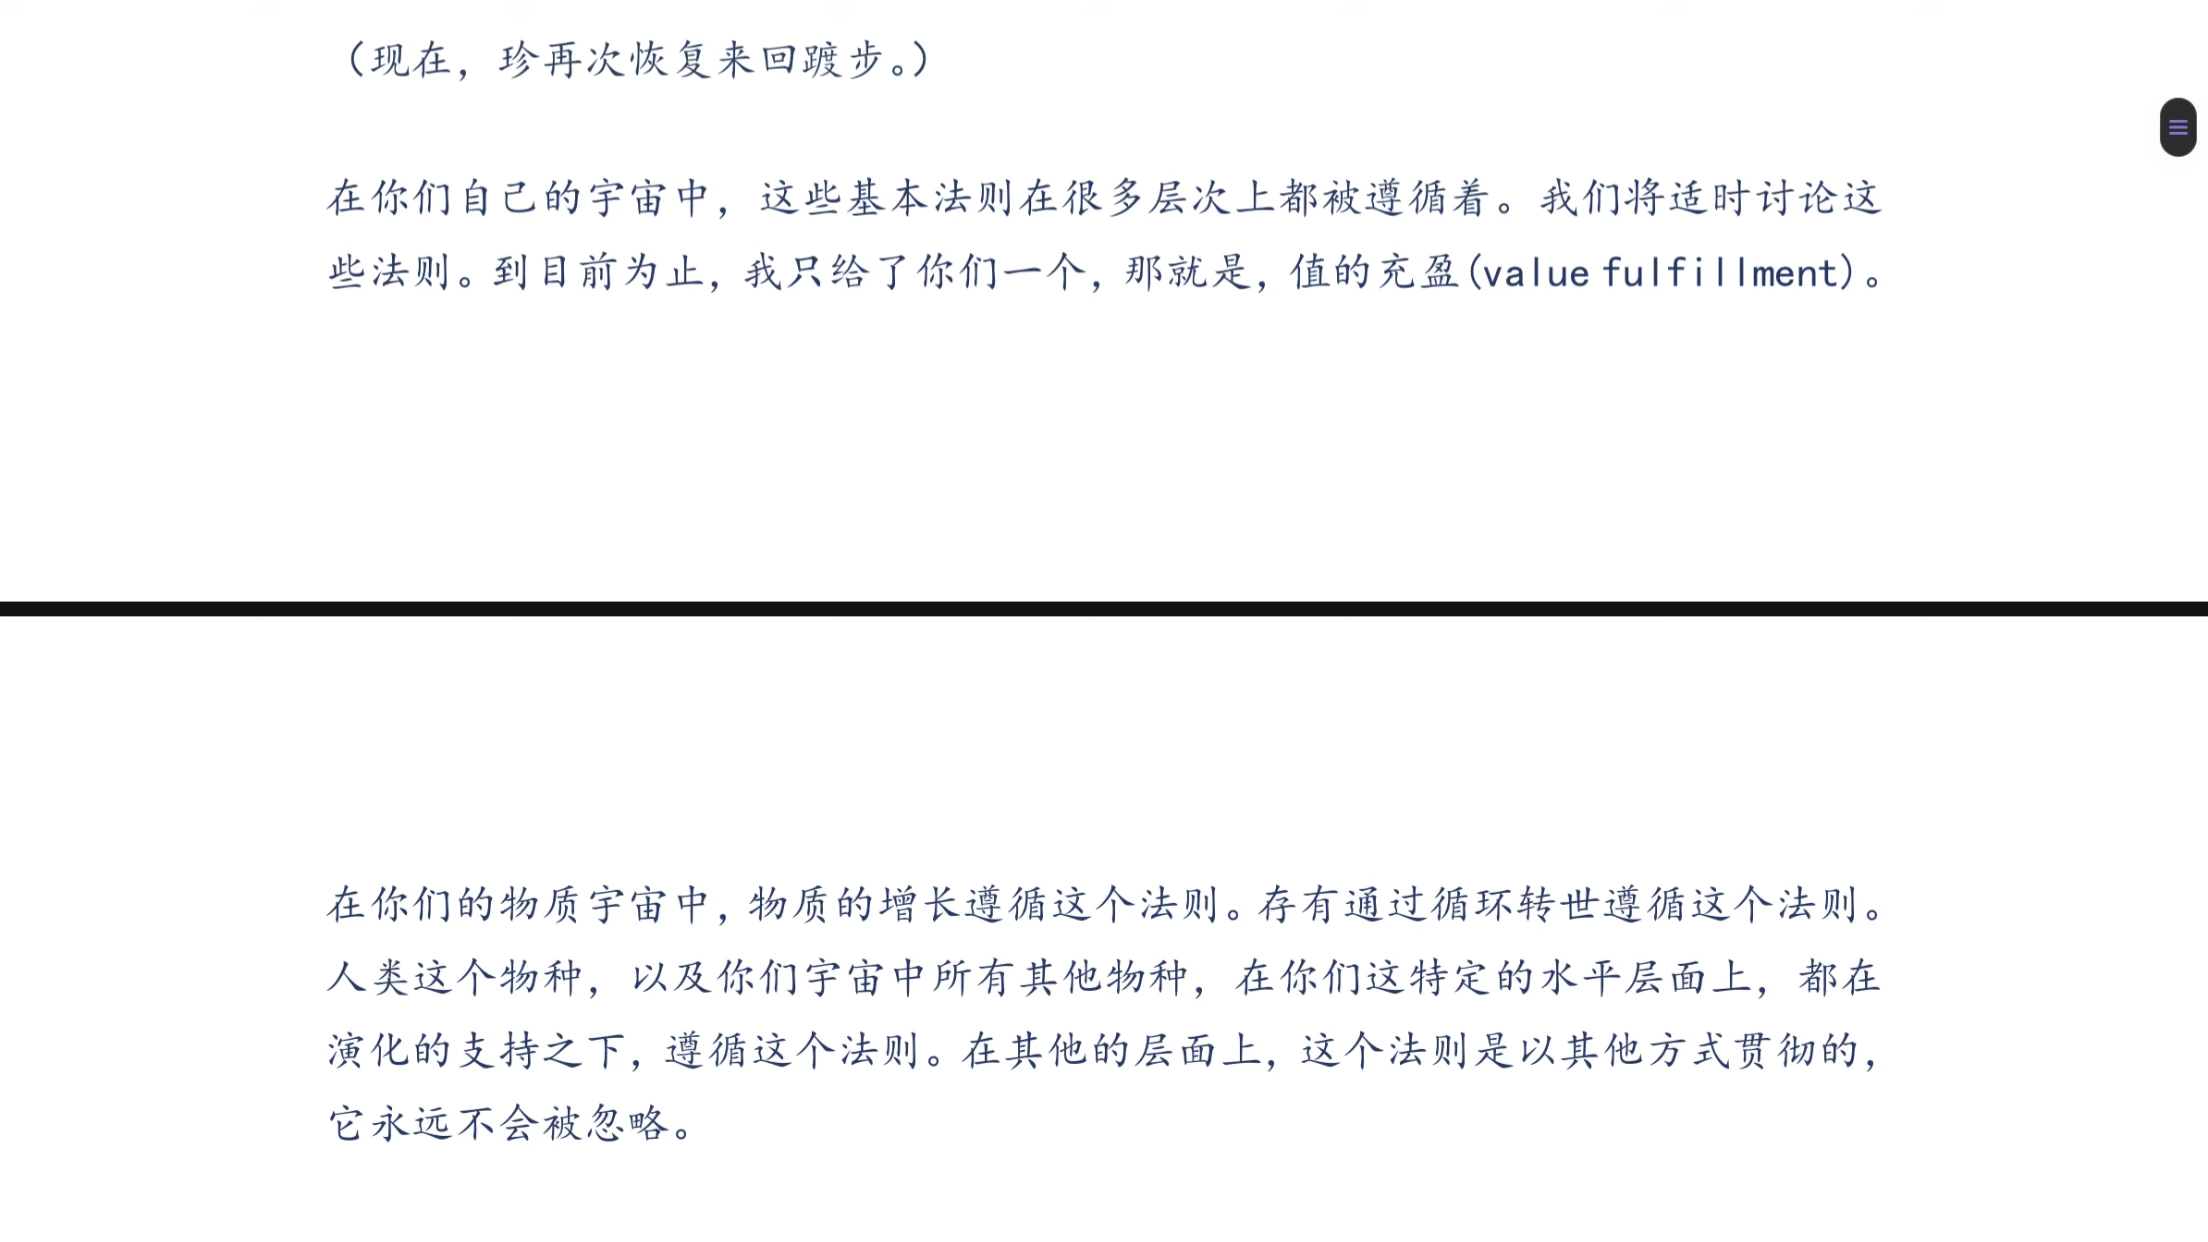 （现在，珍再次恢复来回踱步。）
在你们自己的宇宙中，这些基本法则在很多层次上都被遵循着。我们将适时讨论这
些法则。到目前为止，我只给了你们一个，那就是，值的充盈(value fulfillment)。
在你们的物质宇宙中，物质的增长遵循这个法则。存有通过循环转世遵循这个法则。
人类这个物种，以及你们宇宙中所有其他物种，在你们这特定的水平层面上，都在
演化的支持之下，遵循这个法则。在其他的层面上，这个法则是以其他方式贯彻的，
它永远不会被忽略。